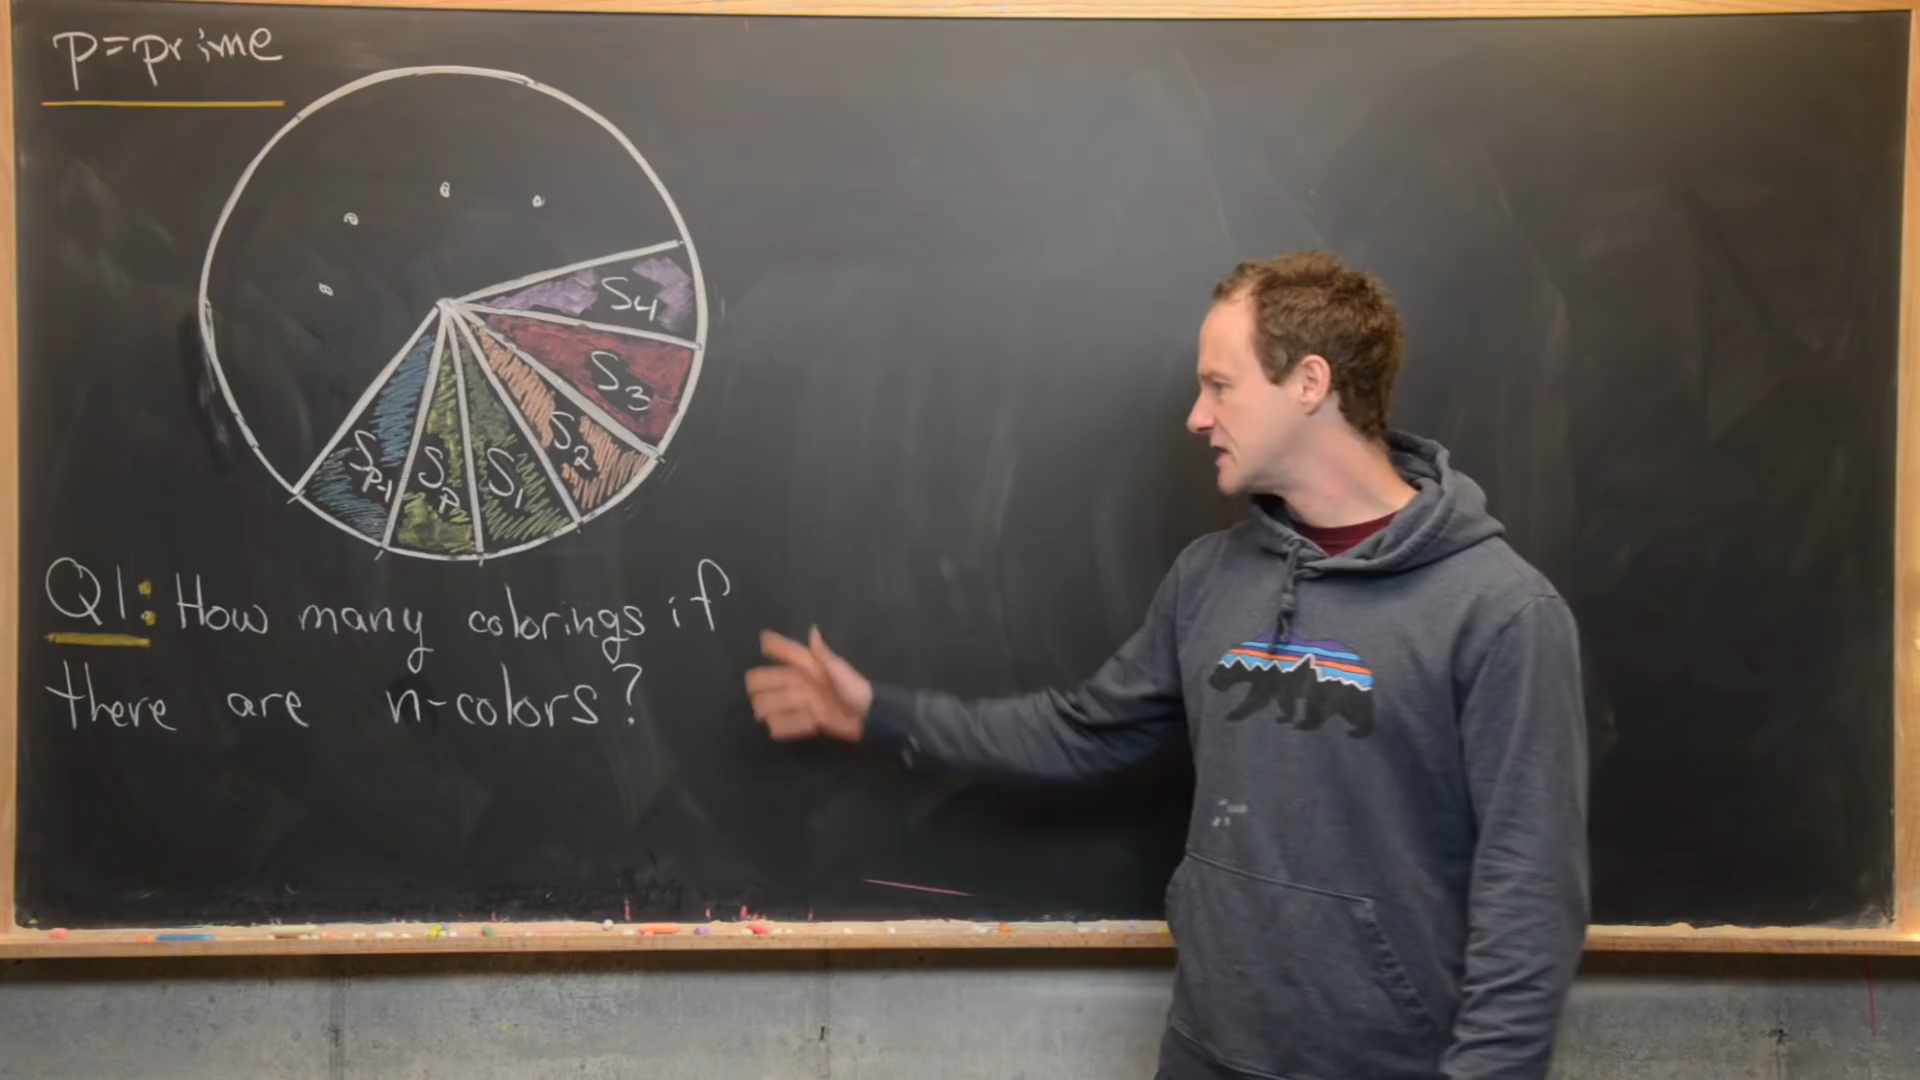 p=prime
S4
S3
S2
S1
Sp
Sp-1
Q1: How many colorings if
there are n-colors?